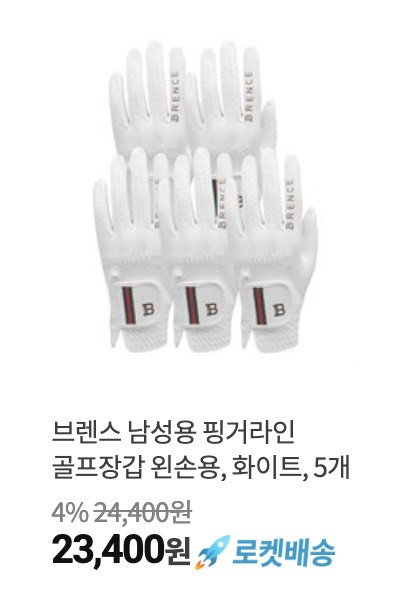 BRENCE
BRENCE
BRENCE
BRENCE
B
B
B
브렌스 남성용 핑거라인
골프장갑 왼손용, 화이트, 5개
4% 24,400원
23,400원 로켓배송